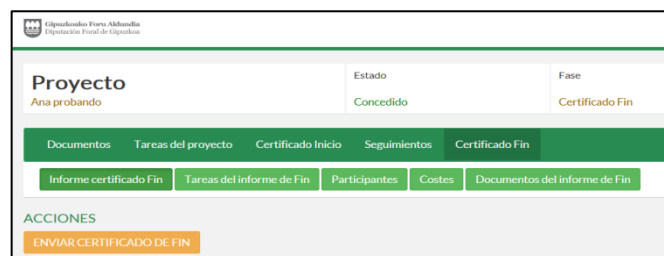 Gipuzkoako Foru Aldundia
Diputación Foral de Gipuzkoa
Proyecto
Ana probando
Estado
Concedido
Fase
Certificado Fin
Documentos Tareas del proyecto Certificado Inicio Seguimientos Certificado Fin
Informe certificado Fin Tareas del informe de Fin Participantes Costes Documentos del informe de Fin
ACCIONES
ENVIAR CERTIFICADO DE FIN